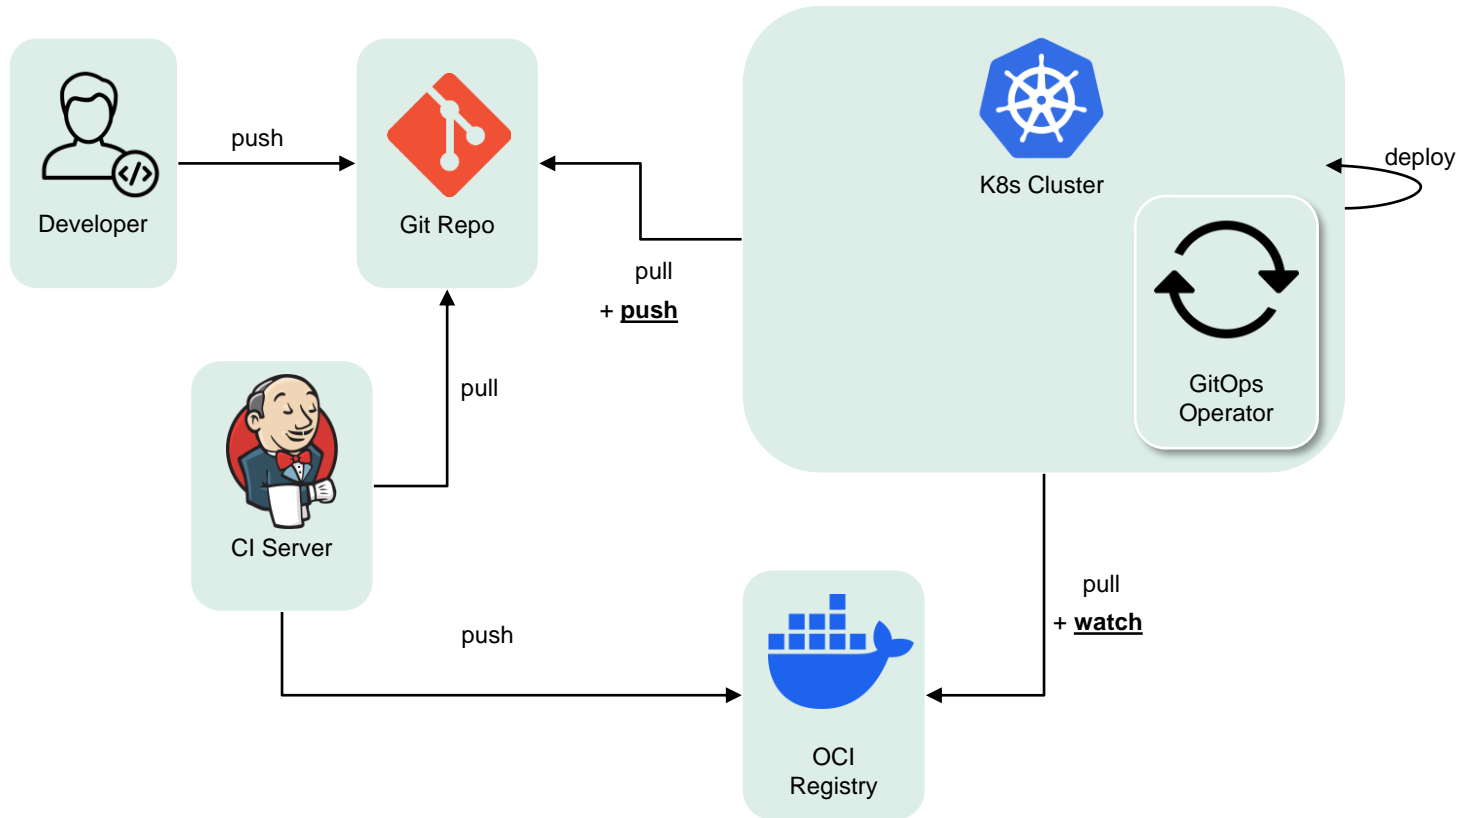 push
Developer
Git Repo
K8s Cluster
deploy
pull
+ push
GitOps
Operator
pull
CI Server
push
pull
+ watch
OCI
Registry